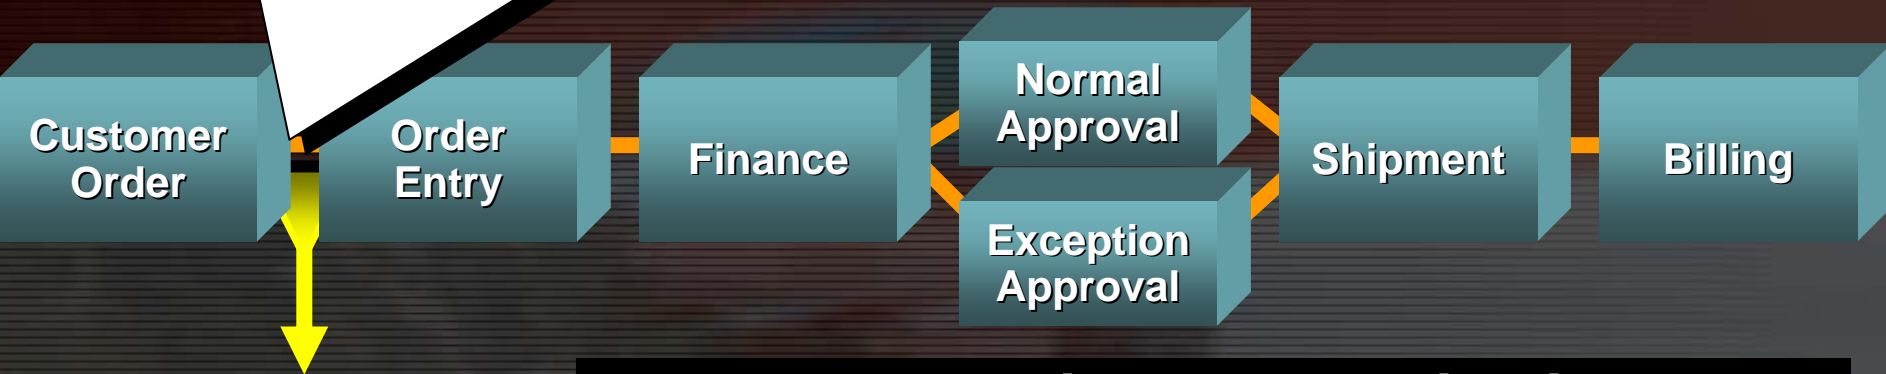 Customer
Order
Order
Entry
Finance
Normal
Approval
Exception
Approval
Shipment
Billing